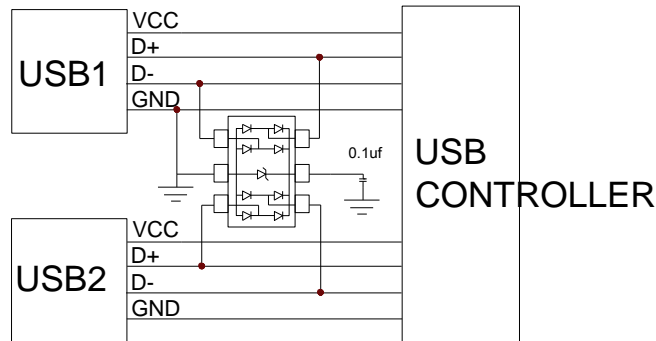 VCC
D+
USB1
D-
GND
0.1uf
USB
CONTROLLER
VCC
D+
USB2
D-
GND